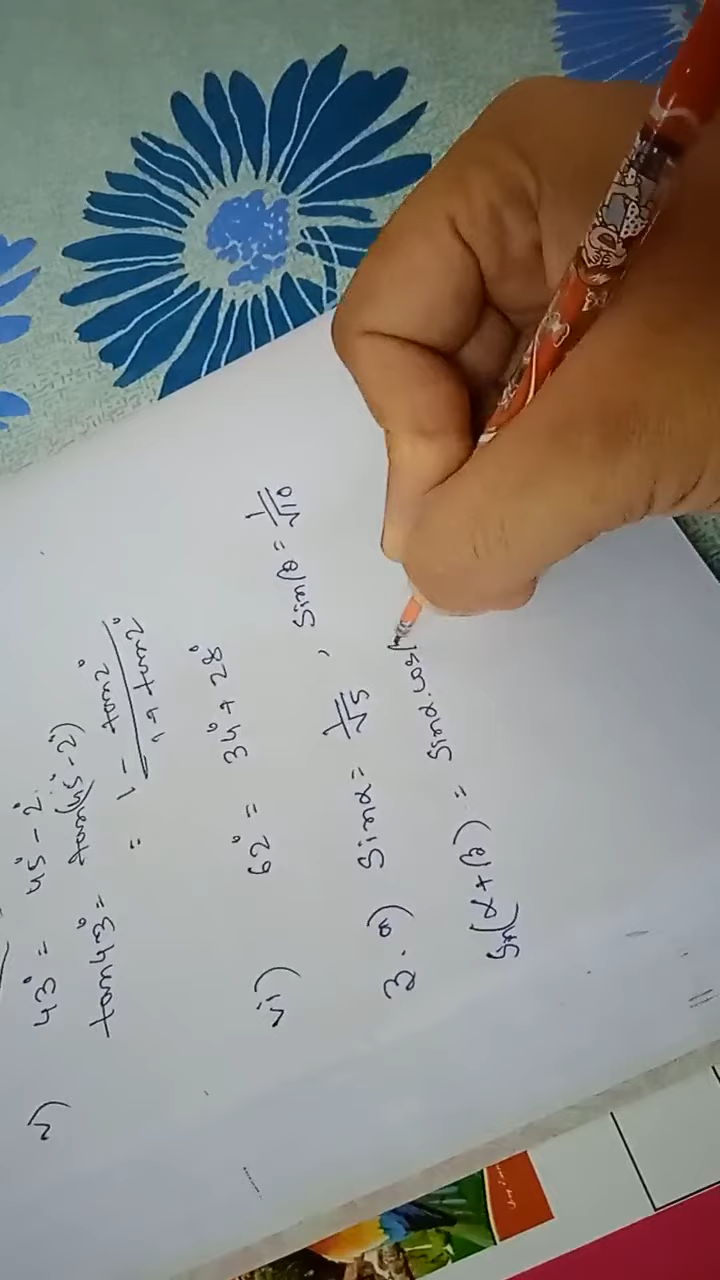 v) 43° = 45° - 2°
tan43° = tan(45° - 2°)
= 1 - tan2° / 1 + tan2°
vi) 62° = 34° + 28°
3. a) Sinα = 1/√5 , Sinβ = 1/√10
Sin(α+β) = Sinα.cos